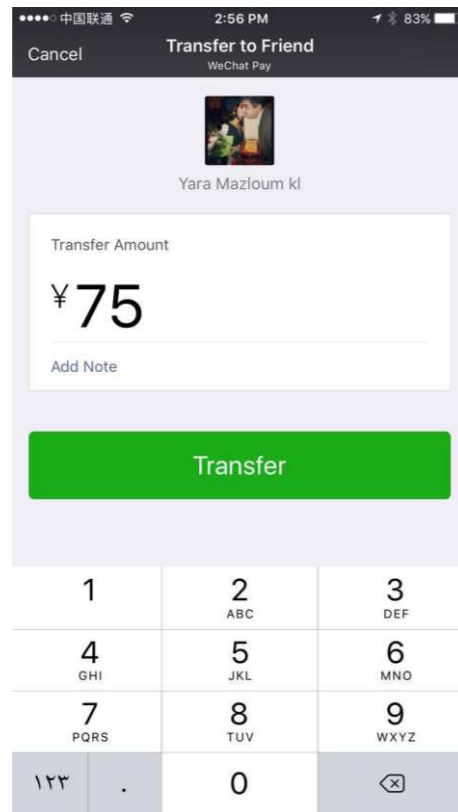 中国联通 2:56 PM 83%
Cancel Transfer to Friend
WeChat Pay
Yara Mazloum kl
Transfer Amount
¥75
Add Note
Transfer
1 2 3
ABC DEF
4 5 6
GHI JKL MNO
7 8 9
PQRS TUV WXYZ
١٢٣ . 0